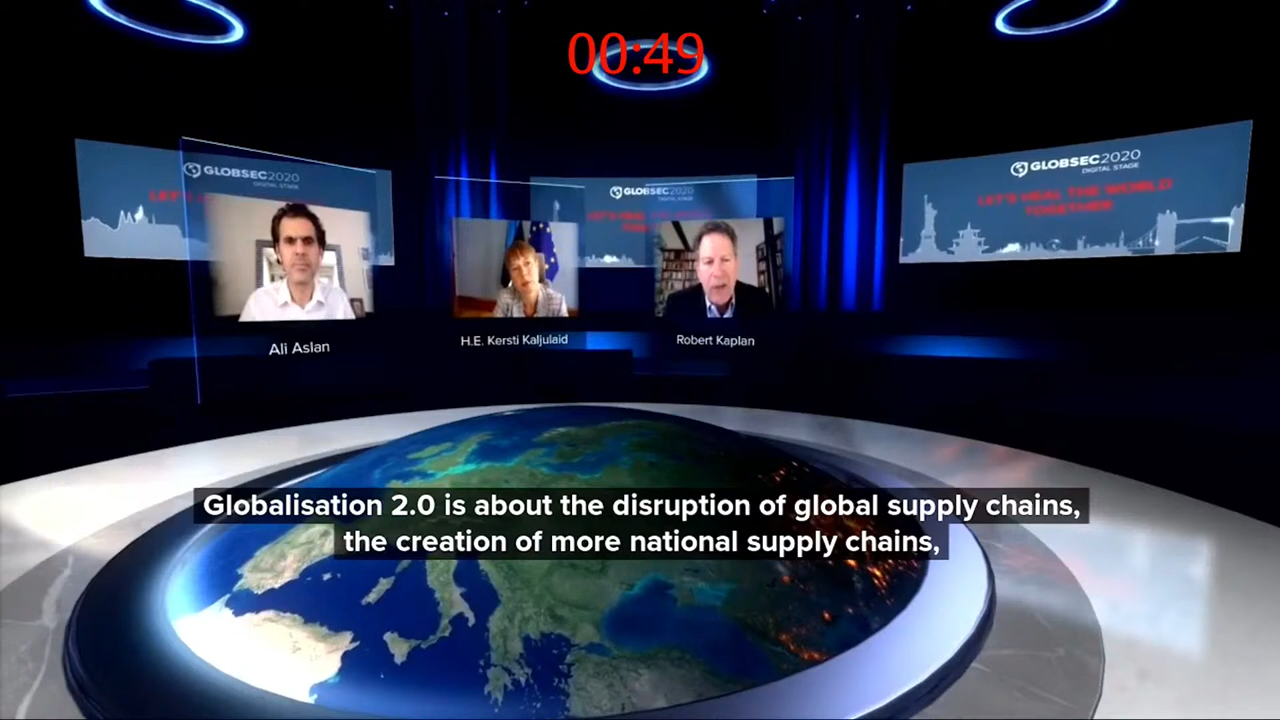 00:49
GLOBSEC2020
DIGITAL STAGE
GLOBSEC2020
DIGITAL STAGE
LET'S HEAL THE WORLD
TOGETHER
GLOBSEC2020
DIGITAL STAGE
Ali Aslan
H.E. Kersti Kaljulaid
Robert Kaplan
Globalisation 2.0 is about the disruption of global supply chains,
the creation of more national supply chains,